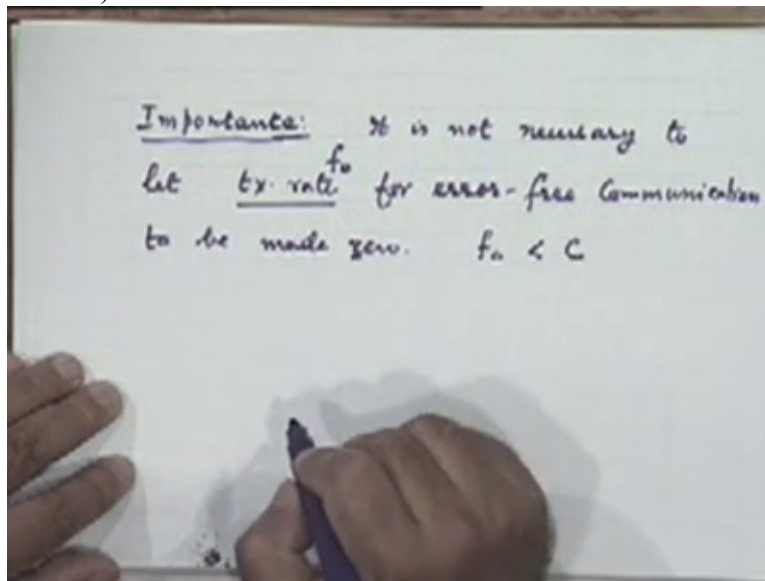 Importance: It is not necessary to
let tx. rate f₀ for error-free Communication
to be made zero. f₀ < C